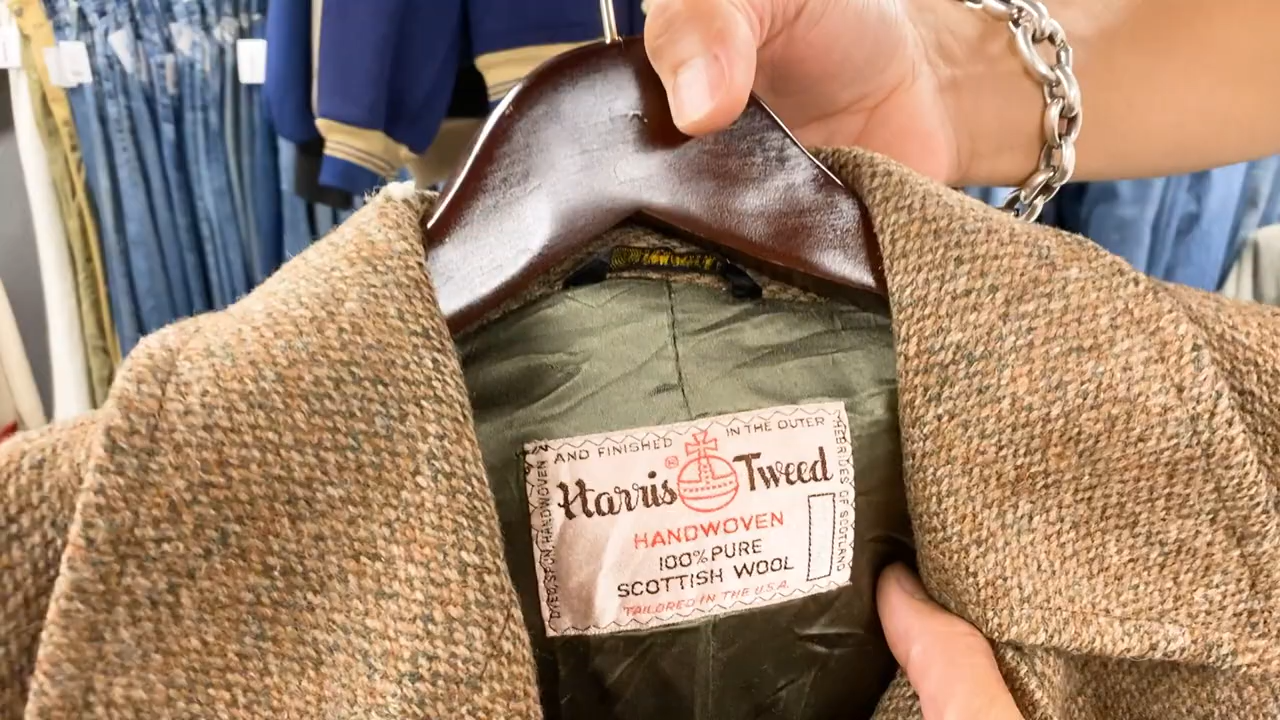 AND FINISHED IN THE OUTER
DYED, SPUN, HANDWOVEN
HEBRIDES OF SCOTLAND
Harris Tweed
®
HANDWOVEN
100% PURE
SCOTTISH WOOL
TAILORED IN THE U.S.A.